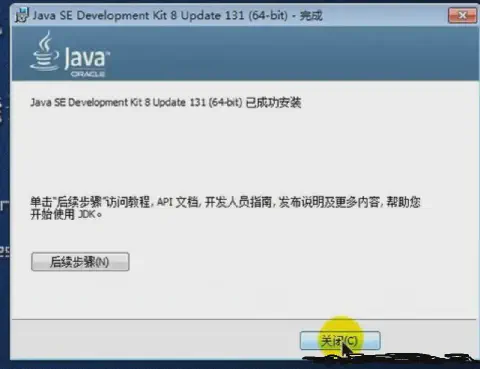 Java SE Development Kit 8 Update 131 (64-bit) - 完成
Java
ORACLE
Java SE Development Kit 8 Update 131 (64-bit) 已成功安装
单击"后续步骤"访问教程, API 文档, 开发人员指南, 发布说明及更多内容, 帮助您
开始使用 JDK。
后续步骤(N)
关闭(C)